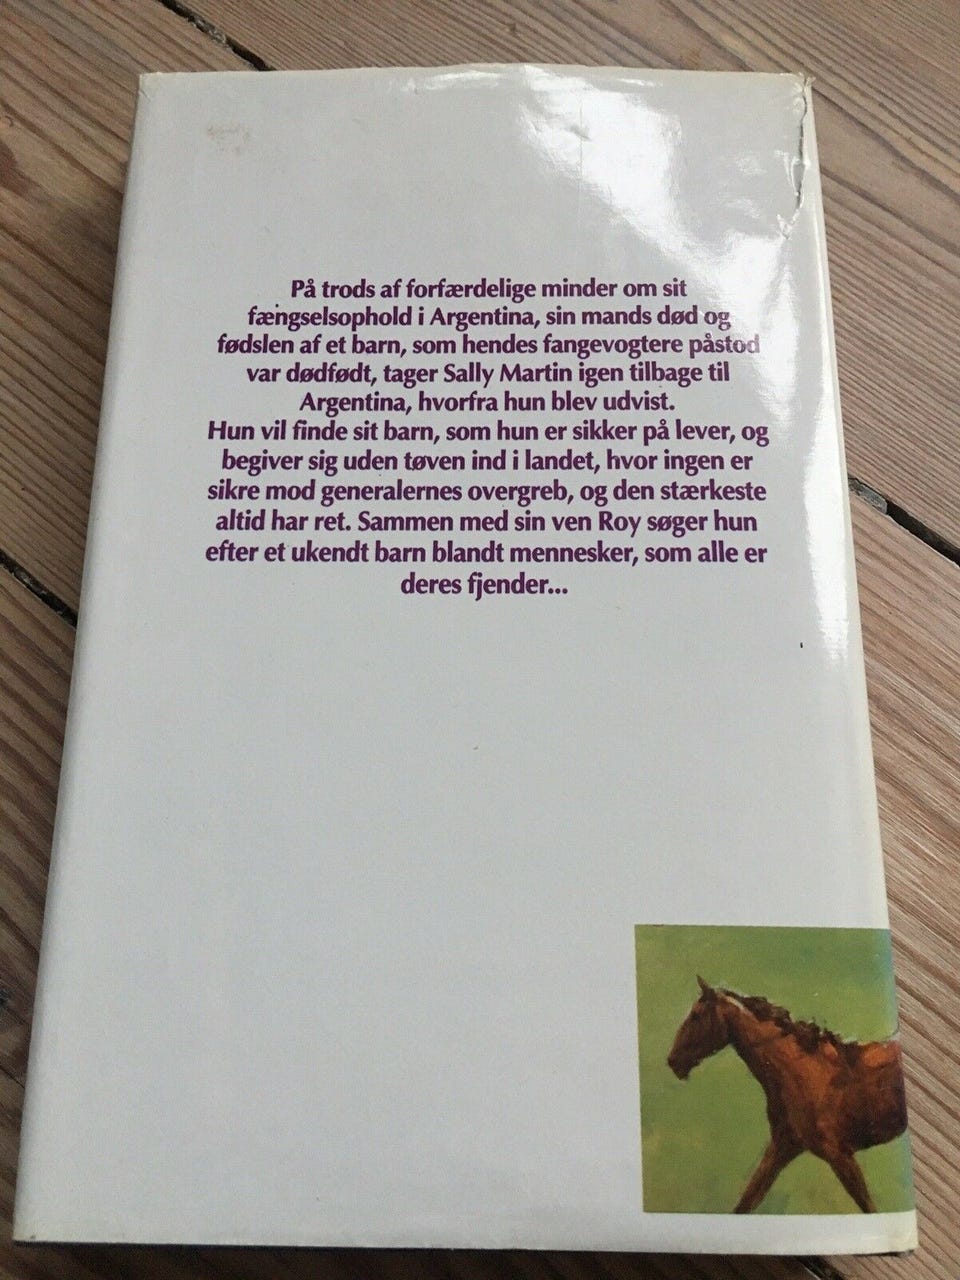 På trods af forfærdelige minder om sit
fængselsophold i Argentina, sin mands død og
fødslen af et barn, som hendes fangevogtere påstod
var dødfødt, tager Sally Martin igen tilbage til
Argentina, hvorfra hun blev udvist.
Hun vil finde sit barn, som hun er sikker på lever, og
begiver sig uden tøven ind i landet, hvor ingen er
sikre mod generalernes overgreb, og den stærkeste
altid har ret. Sammen med sin ven Roy søger hun
efter et ukendt barn blandt mennesker, som alle er
deres fjender...